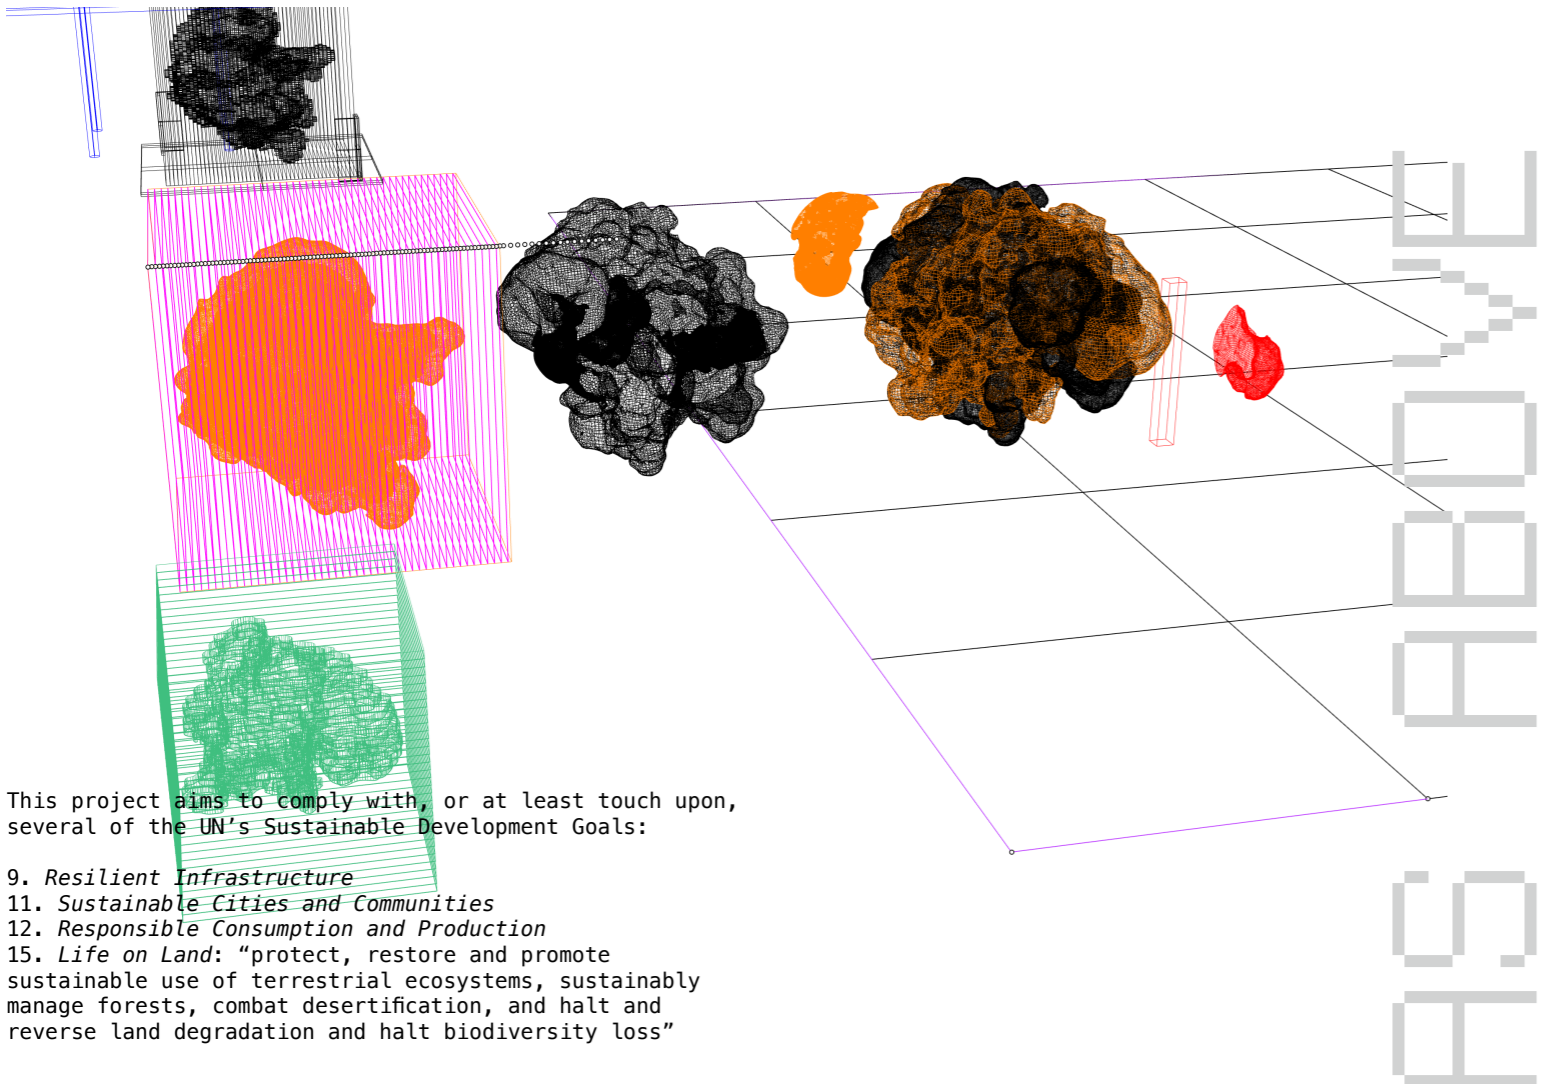 This project aims to comply with, or at least touch upon,
several of the UN’s Sustainable Development Goals:
9. Resilient Infrastructure
11. Sustainable Cities and Communities
12. Responsible Consumption and Production
15. Life on Land: “protect, restore and promote
sustainable use of terrestrial ecosystems, sustainably
manage forests, combat desertification, and halt and
reverse land degradation and halt biodiversity loss”
AS ABOVE